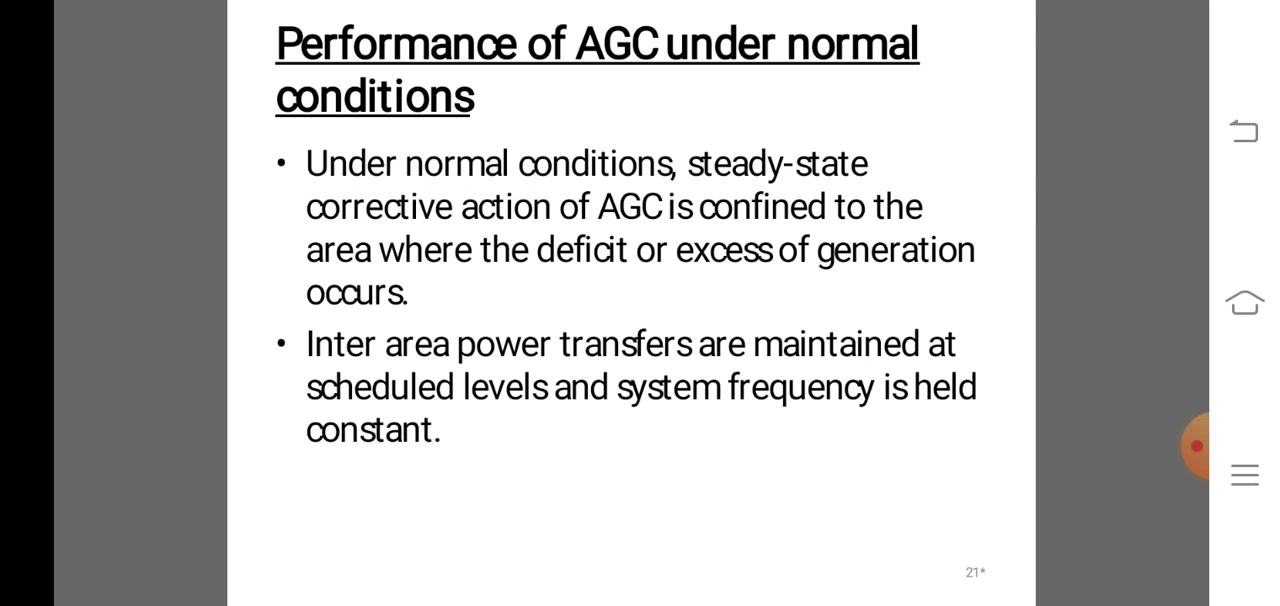 Performance of AGC under normal
conditions
• Under normal conditions, steady-state
corrective action of AGC is confined to the
area where the deficit or excess of generation
occurs.
• Inter area power transfers are maintained at
scheduled levels and system frequency is held
constant.
21*